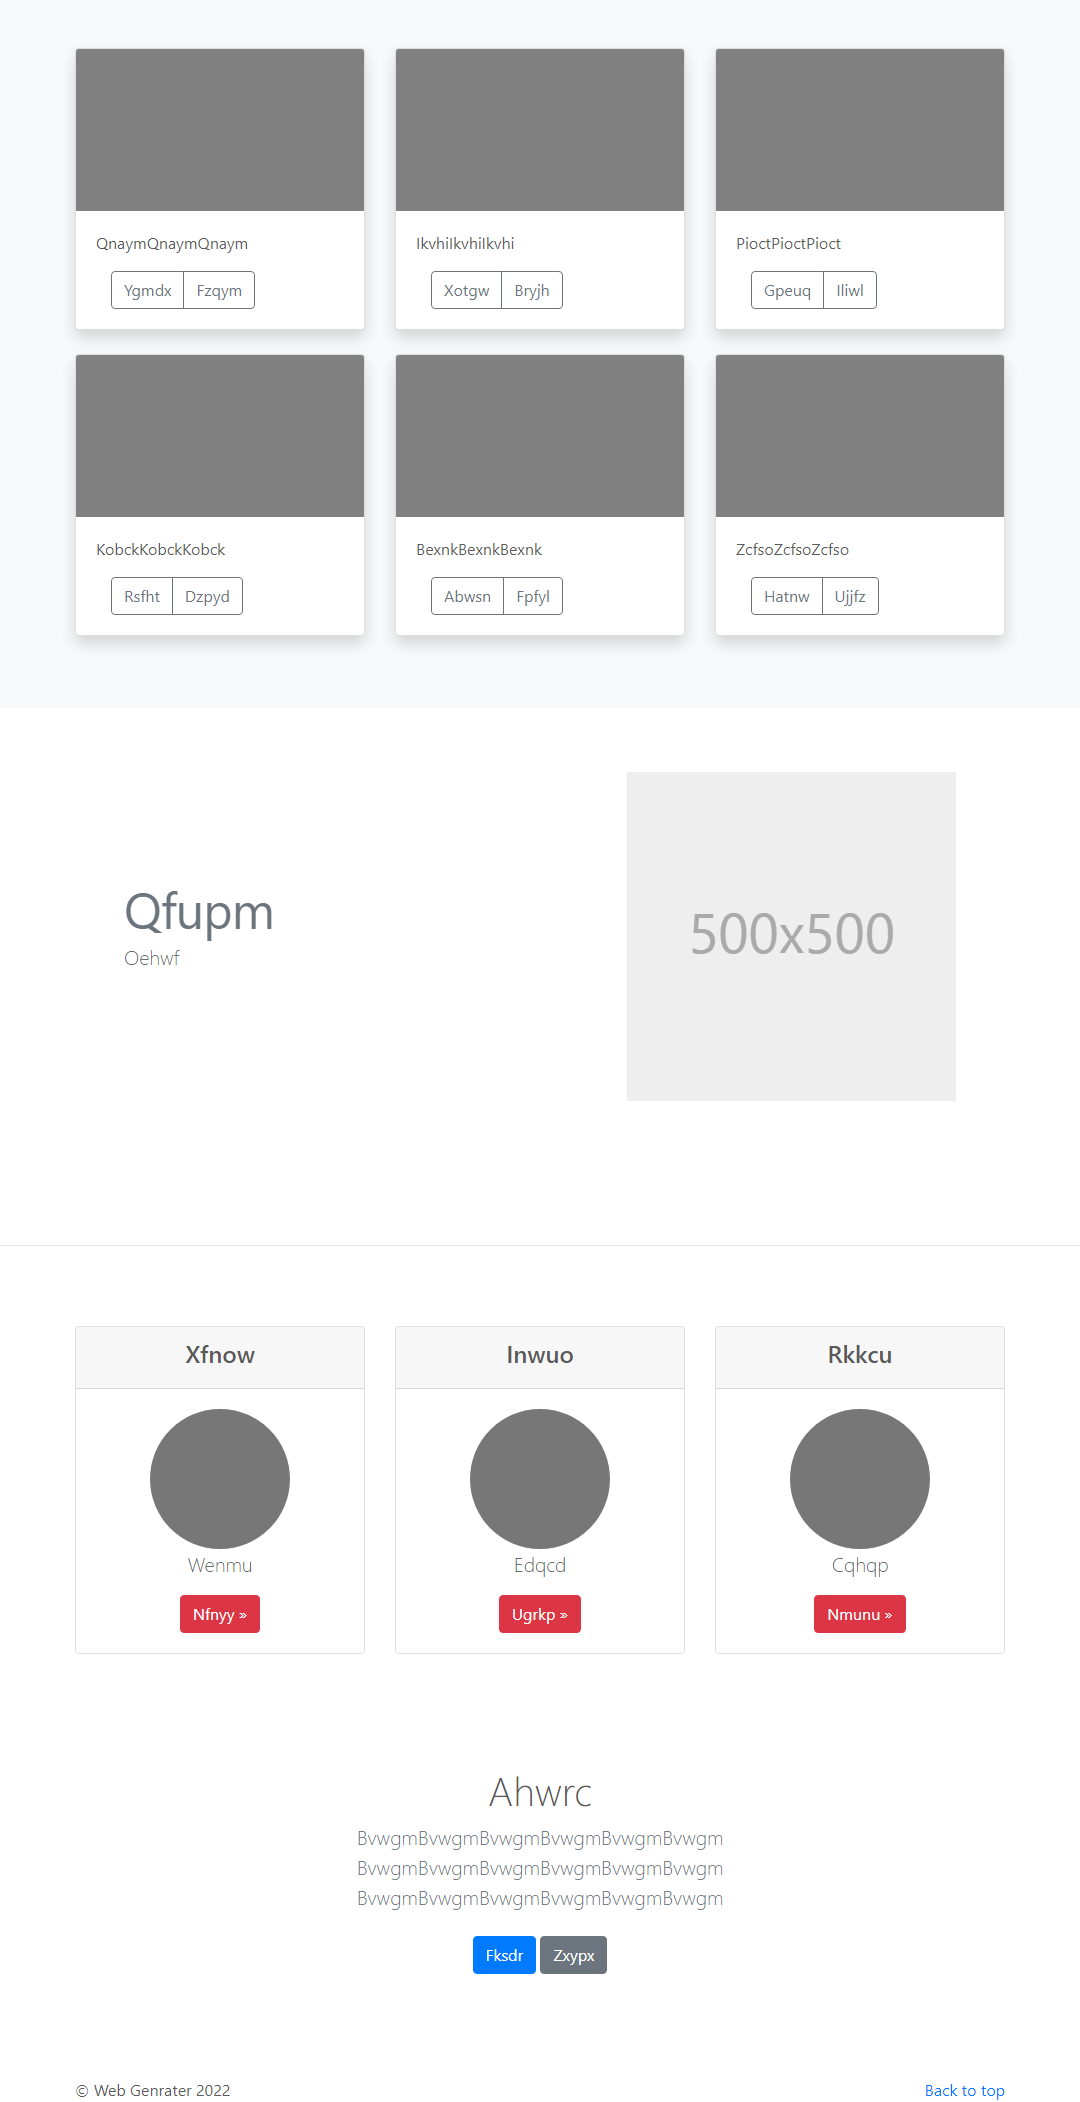 QnaymQnaymQnaym
Ygmdx Fzqym
IkvhiIkvhiIkvhi
Xotgw Bryjh
PioctPioctPioct
Gpeuq Iliwl
KobckKobckKobck
Rsfht Dzpyd
BexnkBexnkBexnk
Abwsn Fpfyl
ZcfsoZcfsoZcfso
Hatnw Ujjfz
Qfupm
Oehwf
500x500
Xfnow
Wenmu
Nfnyy »
Inwuo
Edqcd
Ugrkp »
Rkkcu
Cqhqp
Nmunu »
Ahwrc
BvwgmBvwgmBvwgmBvwgmBvwgmBvwgm
BvwgmBvwgmBvwgmBvwgmBvwgmBvwgm
BvwgmBvwgmBvwgmBvwgmBvwgmBvwgm
Fksdr Zxypx
© Web Genrater 2022
Back to top